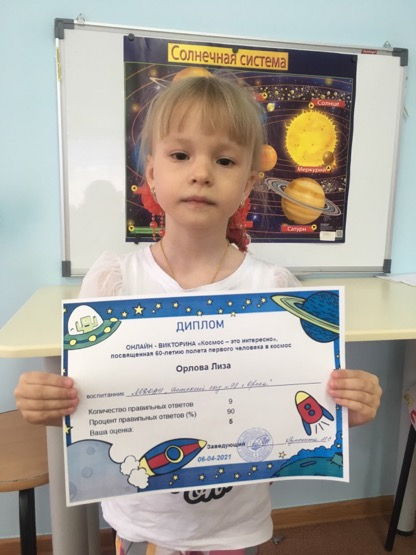 Солнечная система
Солнце
Меркурий
Сатурн
ДИПЛОМ
ОНЛАЙН - ВИКТОРИНА «Космос – это интересно»,
посвященная 60-летию полета первого человека в космос
Орлова Лиза
воспитанник
Количество правильных ответов 9
Процент правильных ответов (%) 90
Ваша оценка: 5
Заведующий
06-04-2021